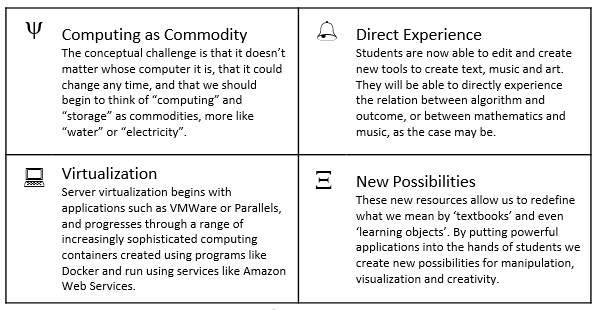 Ψ Computing as Commodity
The conceptual challenge is that it doesn’t
matter whose computer it is, that it could
change any time, and that we should
begin to think of “computing” and
“storage” as commodities, more like
“water” or “electricity”.
Direct Experience
Students are now able to edit and create
new tools to create text, music and art.
They will be able to directly experience
the relation between algorithm and
outcome, or between mathematics and
music, as the case may be.
Virtualization
Server virtualization begins with
applications such as VMWare or Parallels,
and progresses through a range of
increasingly sophisticated computing
containers created using programs like
Docker and run using services like Amazon
Web Services.
Ξ New Possibilities
These new resources allow us to redefine
what we mean by ‘textbooks’ and even
‘learning objects’. By putting powerful
applications into the hands of students we
create new possibilities for manipulation,
visualization and creativity.